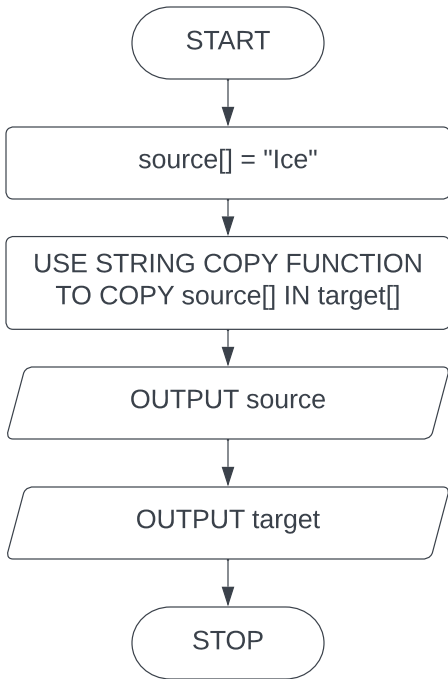 START
source[] = "Ice"
USE STRING COPY FUNCTION
TO COPY source[] IN target[]
OUTPUT source
OUTPUT target
STOP